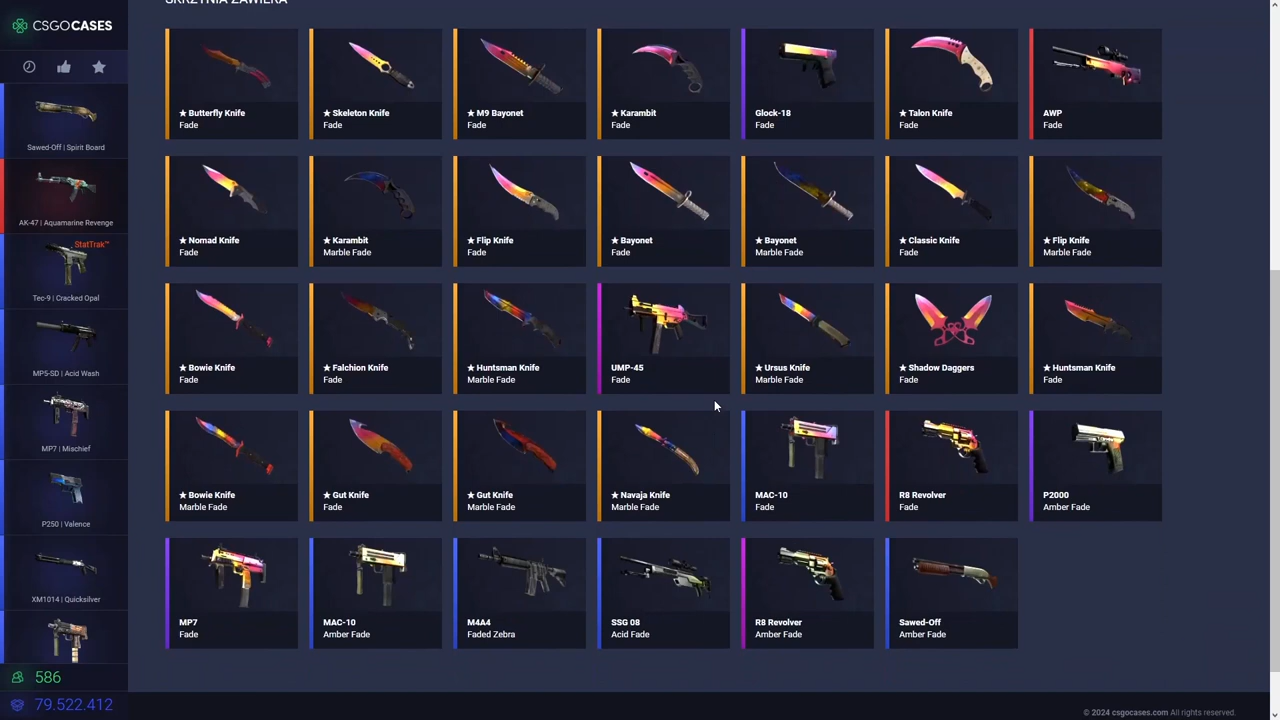 SKRZYNIA ZAWIERA
CSGOCASES
Sawed-Off | Spirit Board
AK-47 | Aquamarine Revenge
StatTrak™
Tec-9 | Cracked Opal
MP5-SD | Acid Wash
MP7 | Mischief
P250 | Valence
XM1014 | Quicksilver
586
79.522.412
★ Butterfly Knife
Fade
★ Skeleton Knife
Fade
★ M9 Bayonet
Fade
★ Karambit
Fade
Glock-18
Fade
★ Talon Knife
Fade
AWP
Fade
★ Nomad Knife
Fade
★ Karambit
Marble Fade
★ Flip Knife
Fade
★ Bayonet
Fade
★ Bayonet
Marble Fade
★ Classic Knife
Fade
★ Flip Knife
Marble Fade
★ Bowie Knife
Fade
★ Falchion Knife
Fade
★ Huntsman Knife
Marble Fade
UMP-45
Fade
★ Ursus Knife
Marble Fade
★ Shadow Daggers
Fade
★ Huntsman Knife
Fade
★ Bowie Knife
Marble Fade
★ Gut Knife
Fade
★ Gut Knife
Marble Fade
★ Navaja Knife
Marble Fade
MAC-10
Fade
R8 Revolver
Fade
P2000
Amber Fade
MP7
Fade
MAC-10
Amber Fade
M4A4
Faded Zebra
SSG 08
Acid Fade
R8 Revolver
Amber Fade
Sawed-Off
Amber Fade
© 2024 csgocases.com All rights reserved.